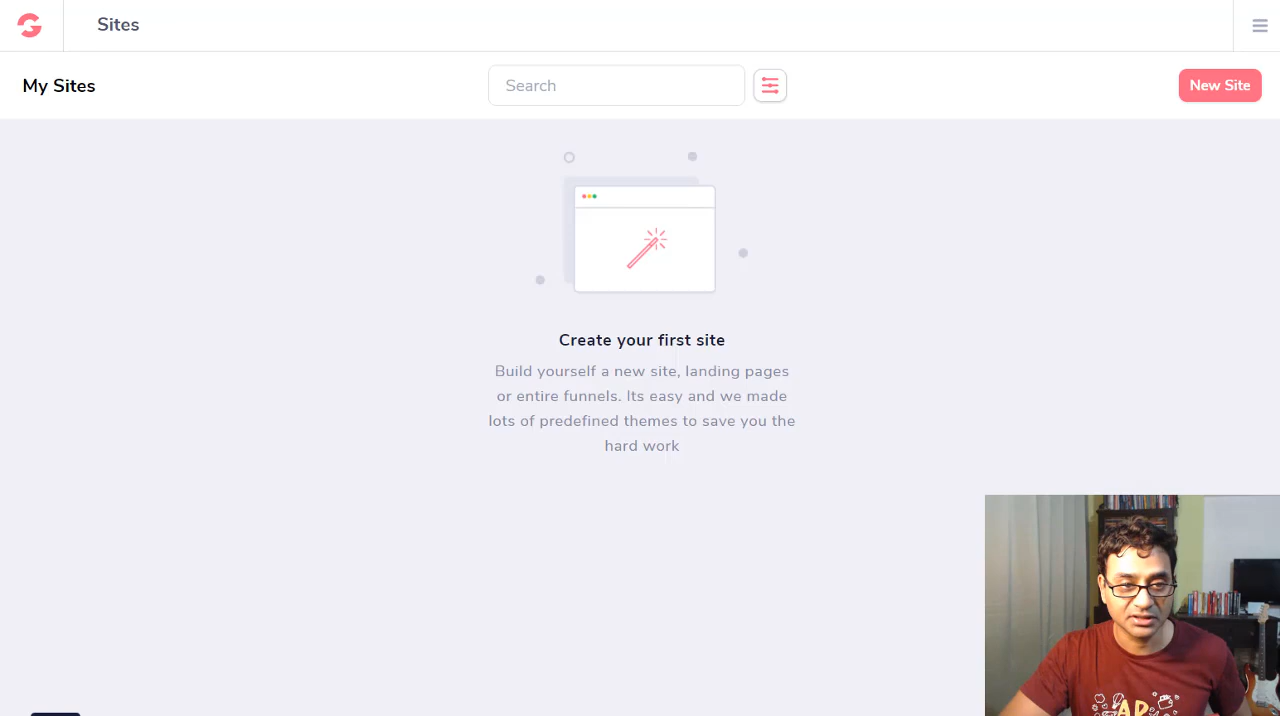 Sites
My Sites
Search
New Site
Create your first site
Build yourself a new site, landing pages
or entire funnels. Its easy and we made
lots of predefined themes to save you the
hard work
AP